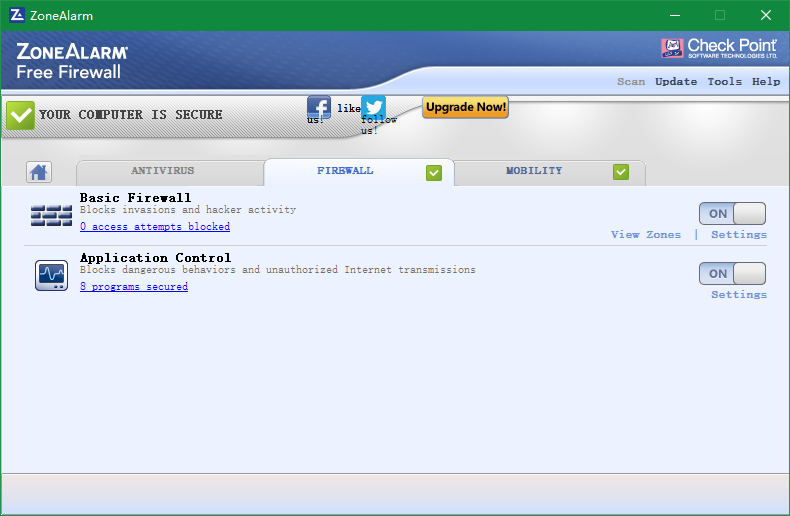 ZoneAlarm
ZONEALARM
Free Firewall
Check Point
SOFTWARE TECHNOLOGIES LTD.
Scan Update Tools Help
YOUR COMPUTER IS SECURE
like us!
follow us!
Upgrade Now!
ANTIVIRUS
FIREWALL
MOBILITY
Basic Firewall
Blocks invasions and hacker activity
0 access attempts blocked
ON
View Zones | Settings
Application Control
Blocks dangerous behaviors and unauthorized Internet transmissions
8 programs secured
ON
Settings